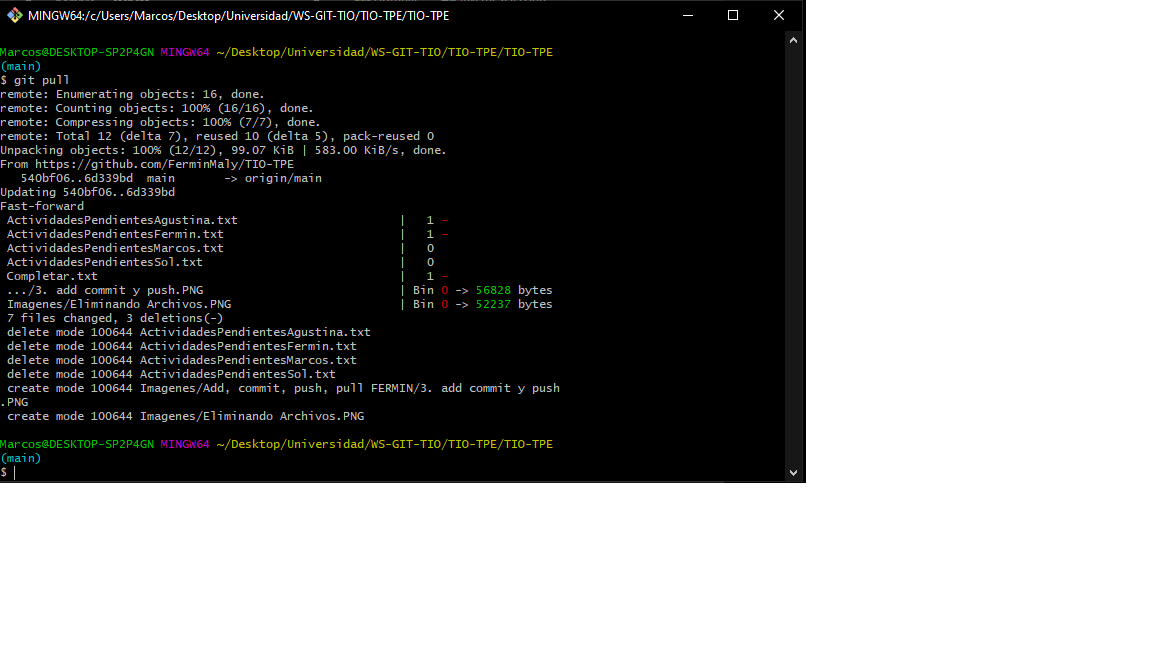 MINGW64:/c/Users/Marcos/Desktop/Universidad/WS-GIT-TIO/TIO-TPE/TIO-TPE
Marcos@DESKTOP-SP2P4GN MINGW64 ~/Desktop/Universidad/WS-GIT-TIO/TIO-TPE/TIO-TPE
(main)
$ git pull
remote: Enumerating objects: 16, done.
remote: Counting objects: 100% (16/16), done.
remote: Compressing objects: 100% (7/7), done.
remote: Total 12 (delta 7), reused 10 (delta 5), pack-reused 0
Unpacking objects: 100% (12/12), 99.07 KiB | 583.00 KiB/s, done.
From https://github.com/FerminMaly/TIO-TPE
   540bf06..6d339bd  main       -> origin/main
Updating 540bf06..6d339bd
Fast-forward
 ActividadesPendientesAgustina.txt                       |   1 -
 ActividadesPendientesFermin.txt                         |   1 -
 ActividadesPendientesMarcos.txt                         |   0
 ActividadesPendientesSol.txt                            |   0
 Completar.txt                                           |   1 -
 .../3. add commit y push.PNG                            | Bin 0 -> 56828 bytes
 Imagenes/Eliminando Archivos.PNG                        | Bin 0 -> 52237 bytes
 7 files changed, 3 deletions(-)
 delete mode 100644 ActividadesPendientesAgustina.txt
 delete mode 100644 ActividadesPendientesFermin.txt
 delete mode 100644 ActividadesPendientesMarcos.txt
 delete mode 100644 ActividadesPendientesSol.txt
 create mode 100644 Imagenes/Add, commit, push, pull FERMIN/3. add commit y push
.PNG
 create mode 100644 Imagenes/Eliminando Archivos.PNG
Marcos@DESKTOP-SP2P4GN MINGW64 ~/Desktop/Universidad/WS-GIT-TIO/TIO-TPE/TIO-TPE
(main)
$